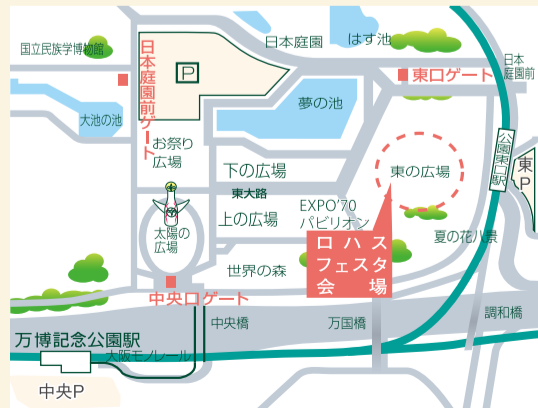 国立民族学博物館
日本庭園前ゲート
P
日本庭園
はす池
日本
庭園前
東口ゲート
大池の池
お祭り
広場
夢の池
公園東口駅
東P
下の広場
東の広場
東大路
EXPO'70
パビリオン
上の広場
太陽の
広場
ロハス
フェスタ
会場
夏の花八景
世界の森
中央口ゲート
中央橋
万国橋
調和橋
万博記念公園駅
大阪モノレール
中央P